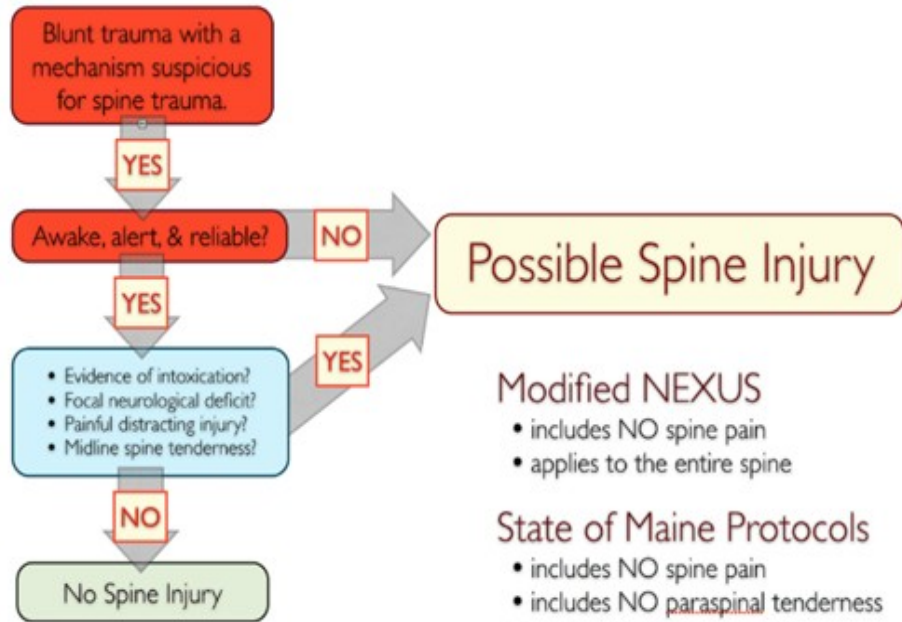 Blunt trauma with a
mechanism suspicious
for spine trauma.
YES
Awake, alert, & reliable?
NO
YES
Possible Spine Injury
• Evidence of intoxication?
• Focal neurological deficit?
• Painful distracting injury?
• Midline spine tenderness?
YES
NO
No Spine Injury
Modified NEXUS
• includes NO spine pain
• applies to the entire spine
State of Maine Protocols
• includes NO spine pain
• includes NO paraspinal tenderness